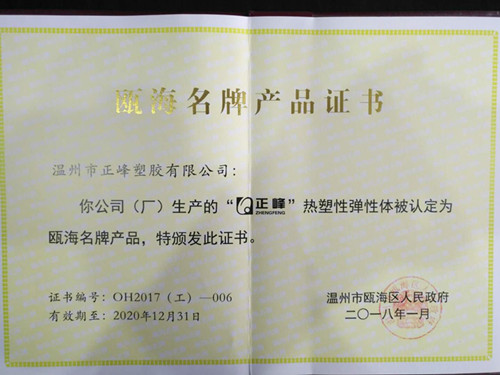 瓯海名牌产品证书
温州市正峰塑胶有限公司：
你公司（厂）生产的“正峰 ZHENGFENG”热塑性弹性体被认定为
瓯海名牌产品，特颁发此证书。
证书编号：OH2017（工）—006
有效期至：2020年12月31日
温州市瓯海区人民政府
二〇一八年一月